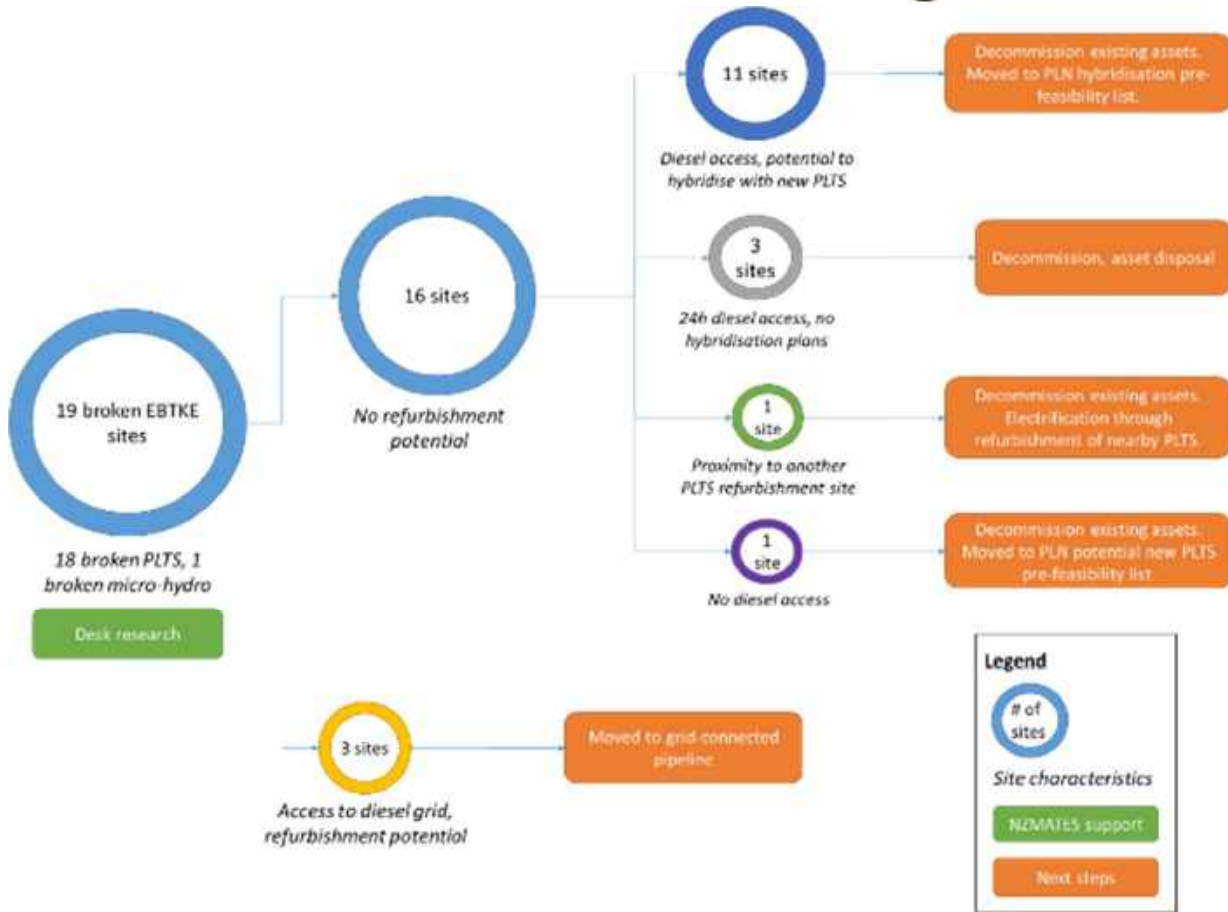 11 sites
Diesel access, potential to
hybridise with new PLTS
Decommission existing assets.
Moved to PLN hybridisation pre-
feasibility list.
16 sites
No refurbishment
potential
3
sites
24h diesel access, no
hybridisation plans
Decommission, asset disposal
19 broken EBTKE
sites
18 broken PLTS, 1
broken micro-hydro
Desk research
1
site
Proximity to another
PLTS refurbishment site
Decommission existing assets.
Electrification through
refurbishment of nearby PLTS.
1
site
No diesel access
Decommission existing assets.
Moved to PLN potential new PLTS
pre-feasibility list
3 sites
Access to diesel grid,
refurbishment potential
Moved to grid-connected
pipeline
Legend
# of
sites
Site characteristics
NZMATES support
Next steps